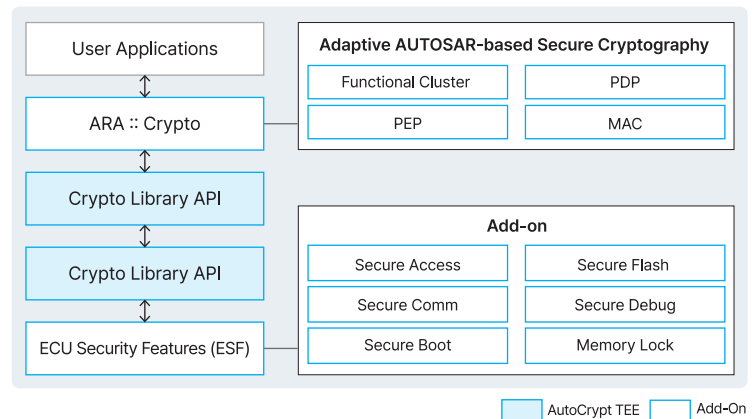 User Applications
ARA :: Crypto
Crypto Library API
Crypto Library API
ECU Security Features (ESF)
Adaptive AUTOSAR-based Secure Cryptography
Functional Cluster
PDP
PEP
MAC
Add-on
Secure Access
Secure Flash
Secure Comm
Secure Debug
Secure Boot
Memory Lock
AutoCrypt TEE
Add-On